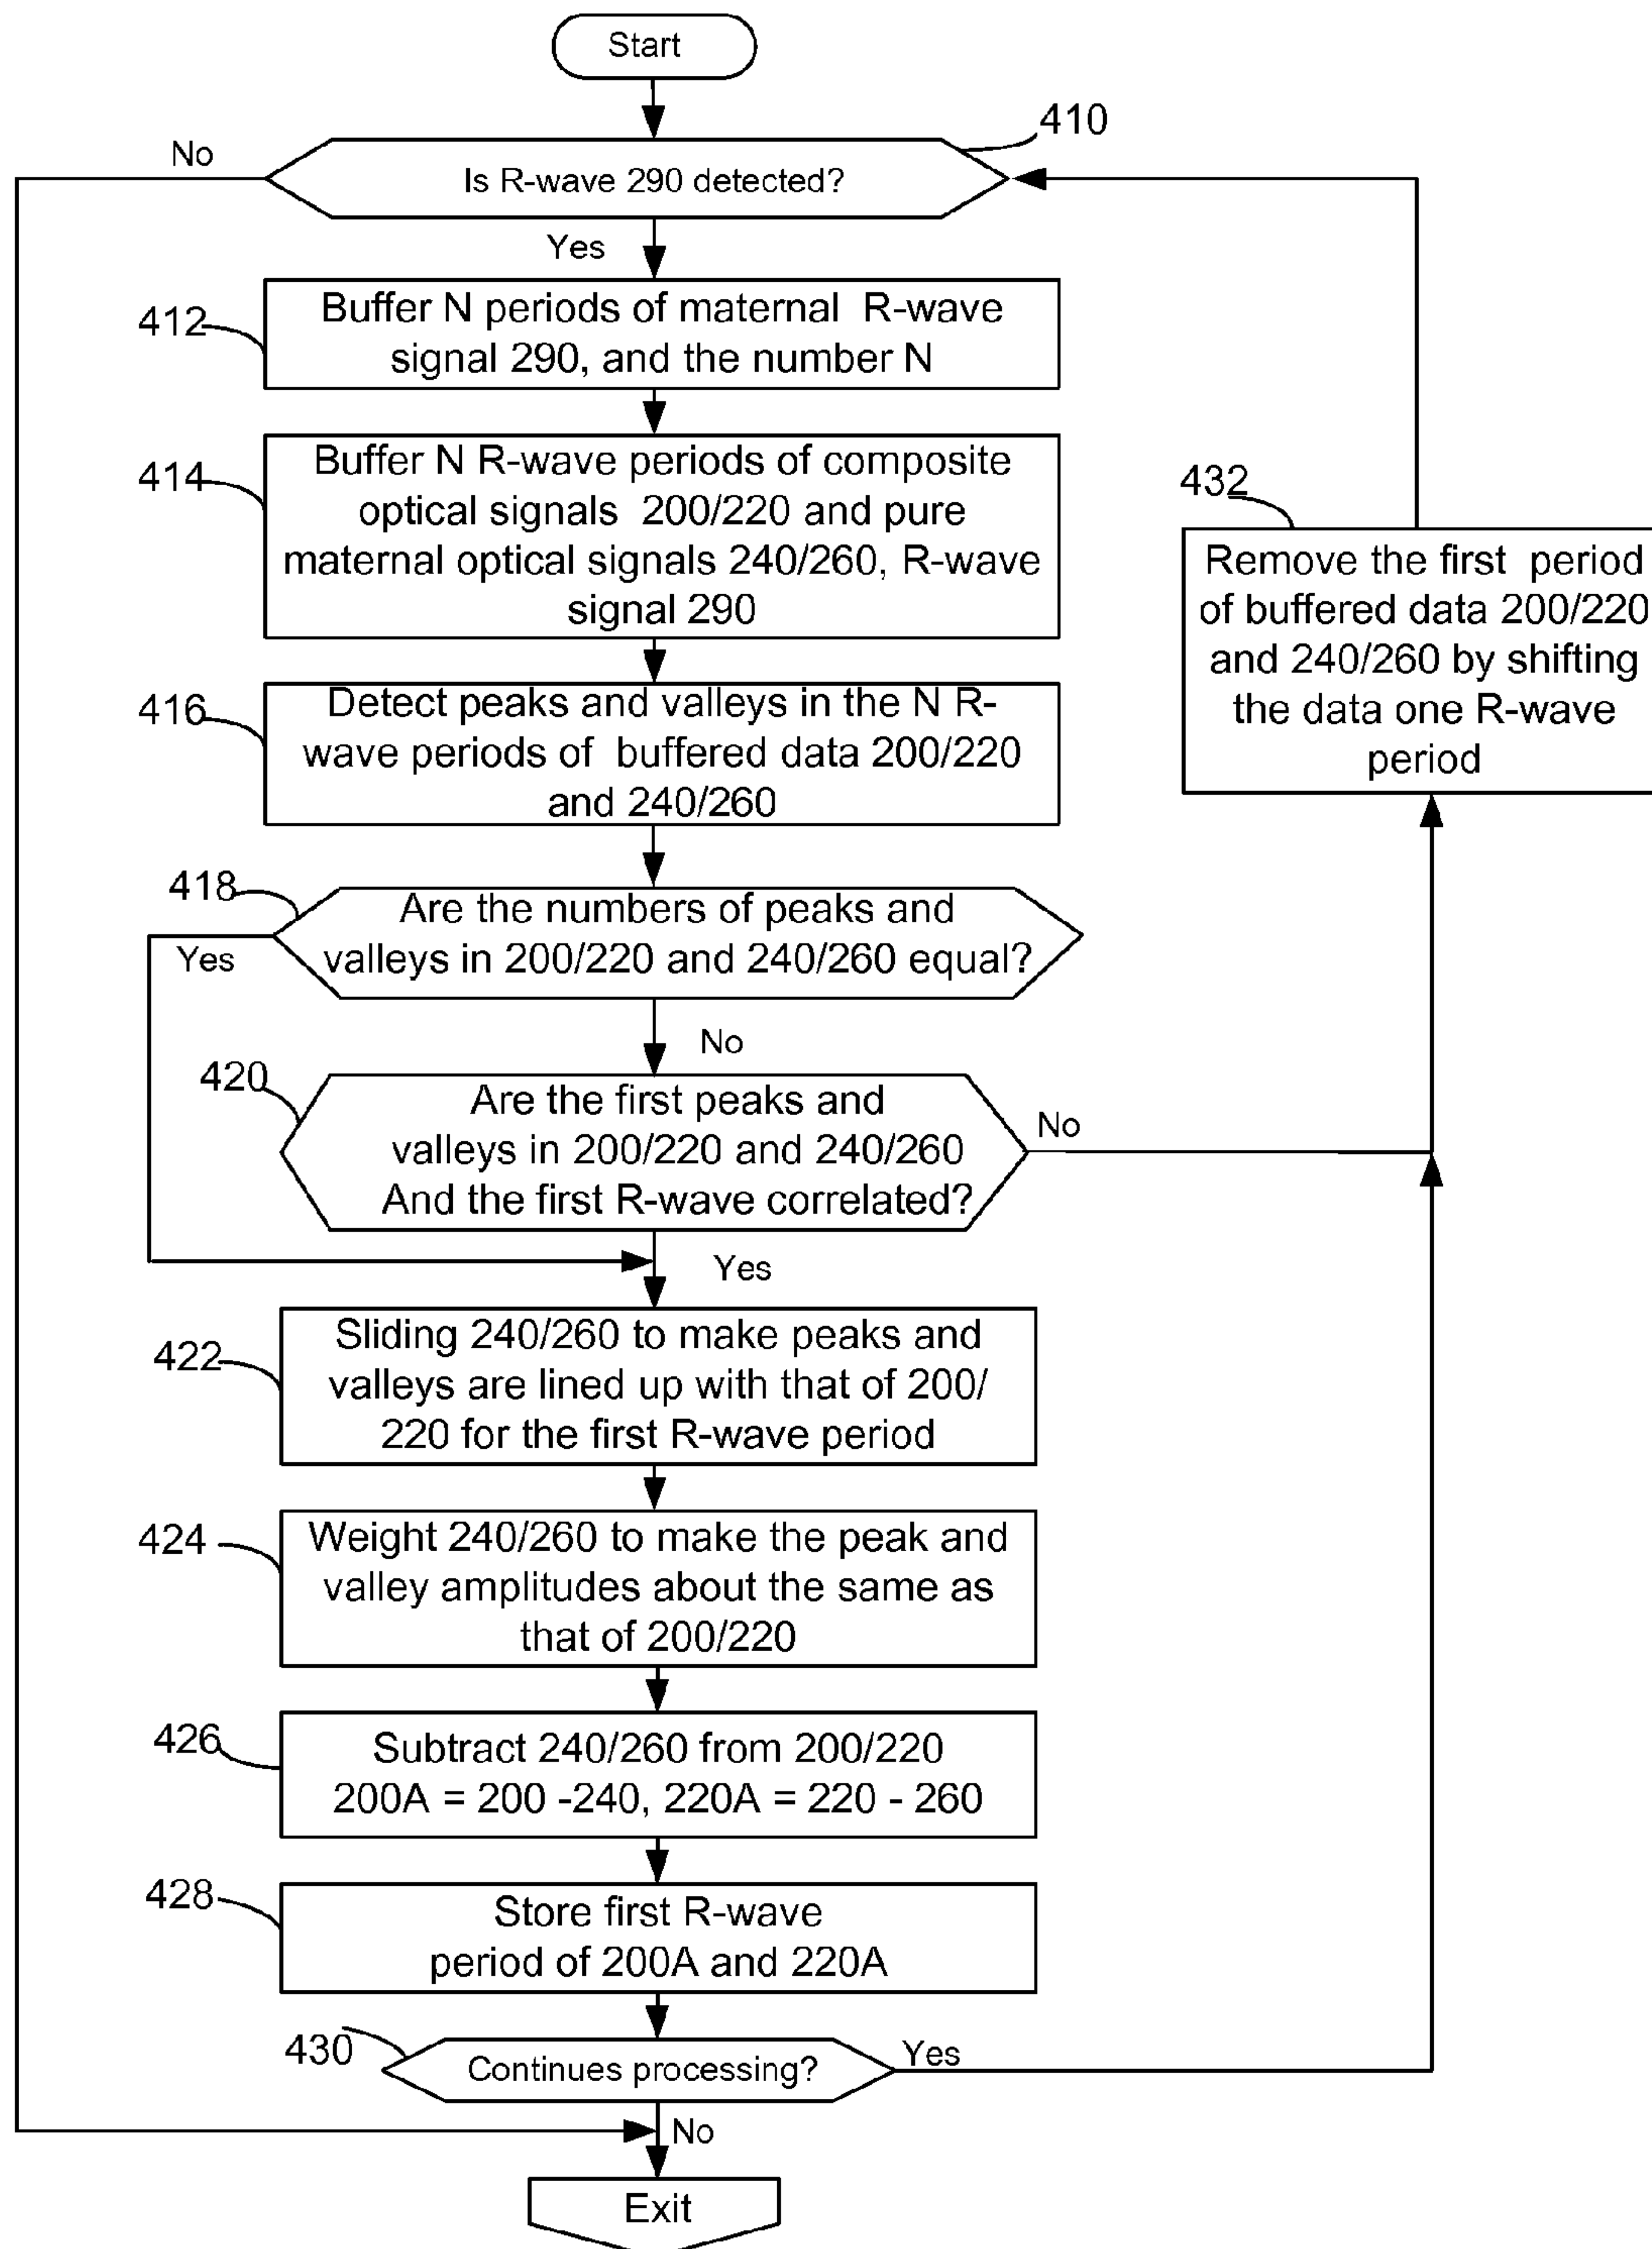 Start
410
No
Is R-wave 290 detected?
Yes
412
Buffer N periods of maternal R-wave
signal 290, and the number N
414
Buffer N R-wave periods of composite
optical signals 200/220 and pure
maternal optical signals 240/260, R-wave
signal 290
432
Remove the first period
of buffered data 200/220
and 240/260 by shifting
the data one R-wave
period
416
Detect peaks and valleys in the N R-
wave periods of buffered data 200/220
and 240/260
418
Are the numbers of peaks and
valleys in 200/220 and 240/260 equal?
Yes
No
420
Are the first peaks and
valleys in 200/220 and 240/260
And the first R-wave correlated?
No
Yes
422
Sliding 240/260 to make peaks and
valleys are lined up with that of 200/
220 for the first R-wave period
424
Weight 240/260 to make the peak and
valley amplitudes about the same as
that of 200/220
426
Subtract 240/260 from 200/220
200A = 200 -240, 220A = 220 - 260
428
Store first R-wave
period of 200A and 220A
430
Continues processing?
Yes
No
Exit